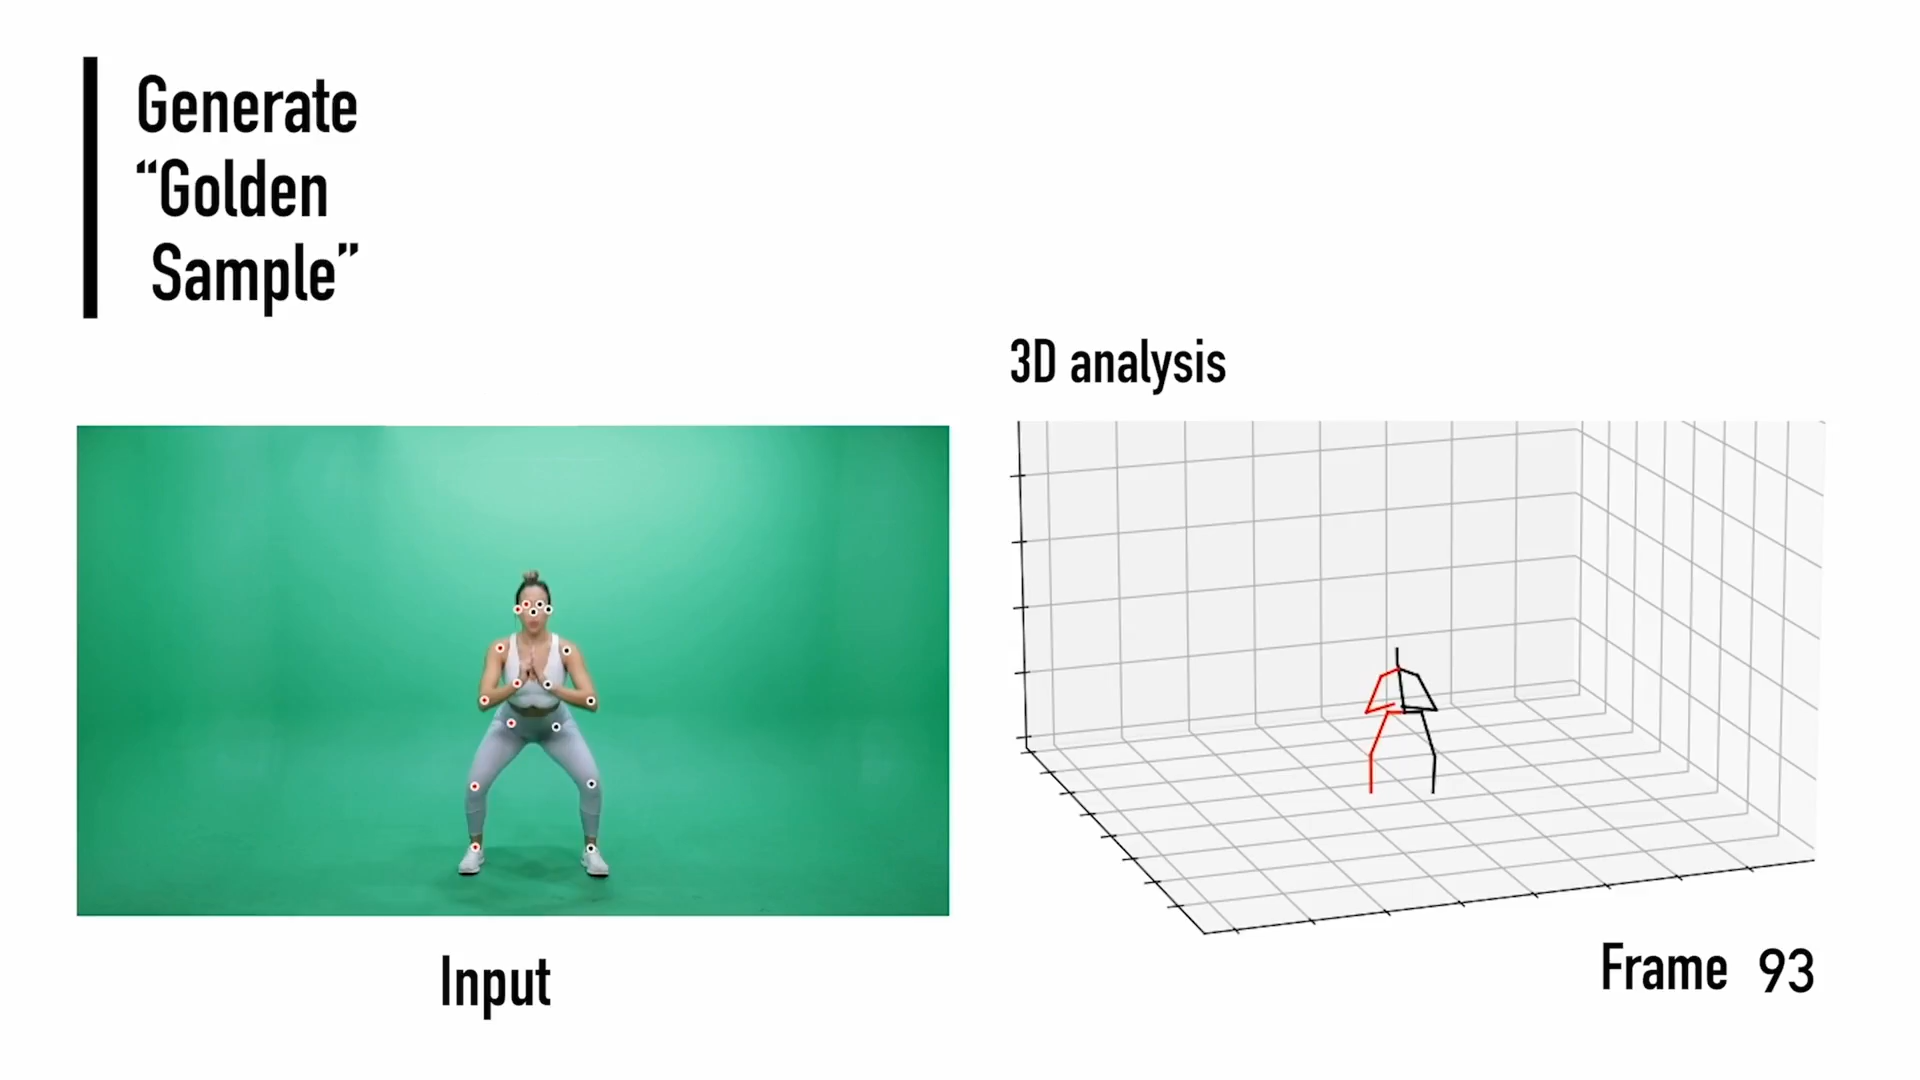 Generate
“Golden
Sample”
3D analysis
Input
Frame 93